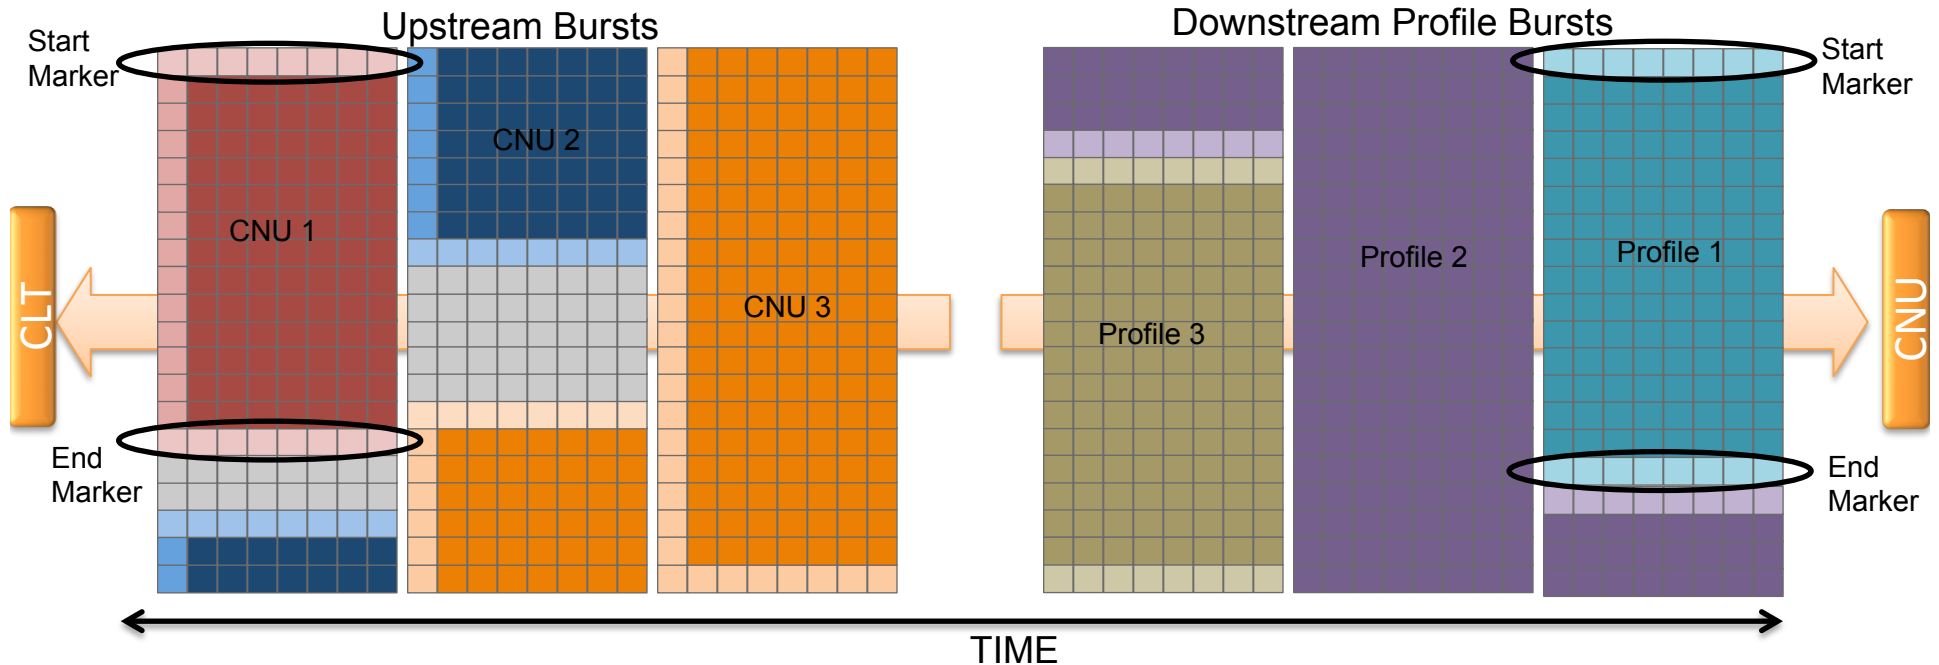 Upstream Bursts
Downstream Profile Bursts
Start
Marker
Start
Marker
CNU 2
CNU 1
Profile 1
Profile 2
CNU 3
Profile 3
CLT
CNU
End
Marker
End
Marker
TIME